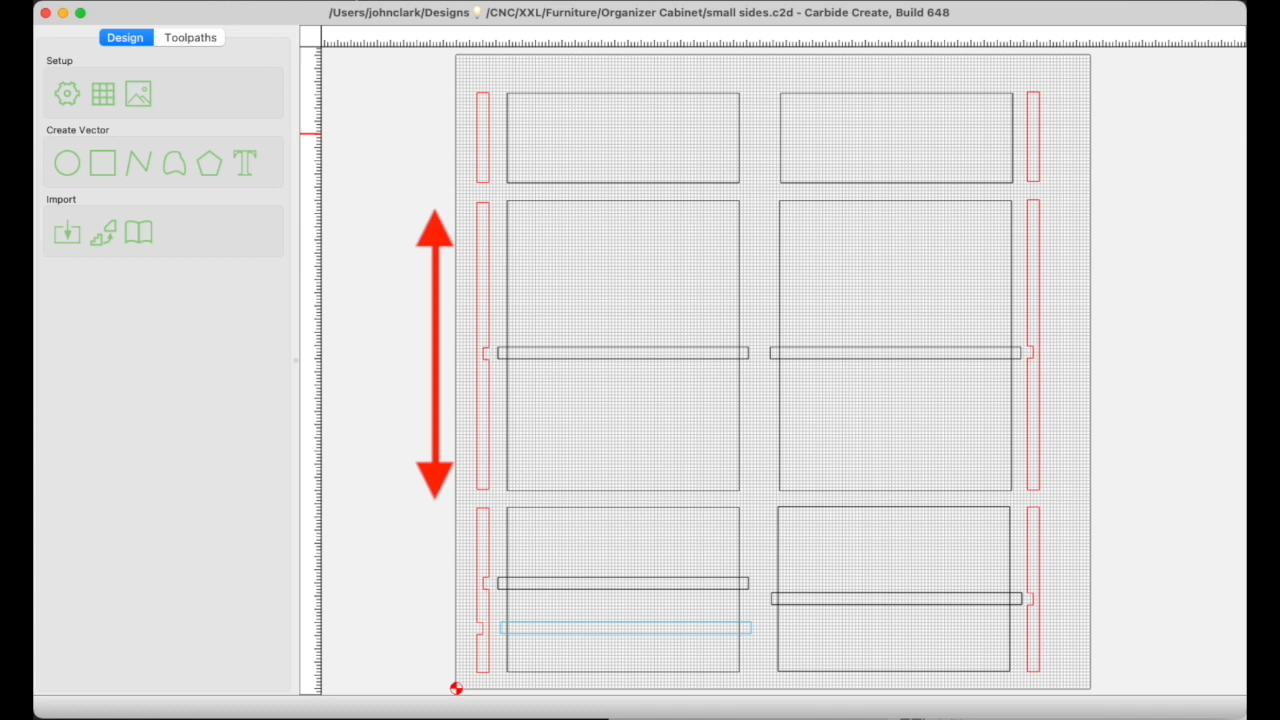 /Users/johnclark/Designs💡/CNC/XXL/Furniture/Organizer Cabinet/small sides.c2d - Carbide Create, Build 648
Design
Toolpaths
Setup
Create Vector
Import